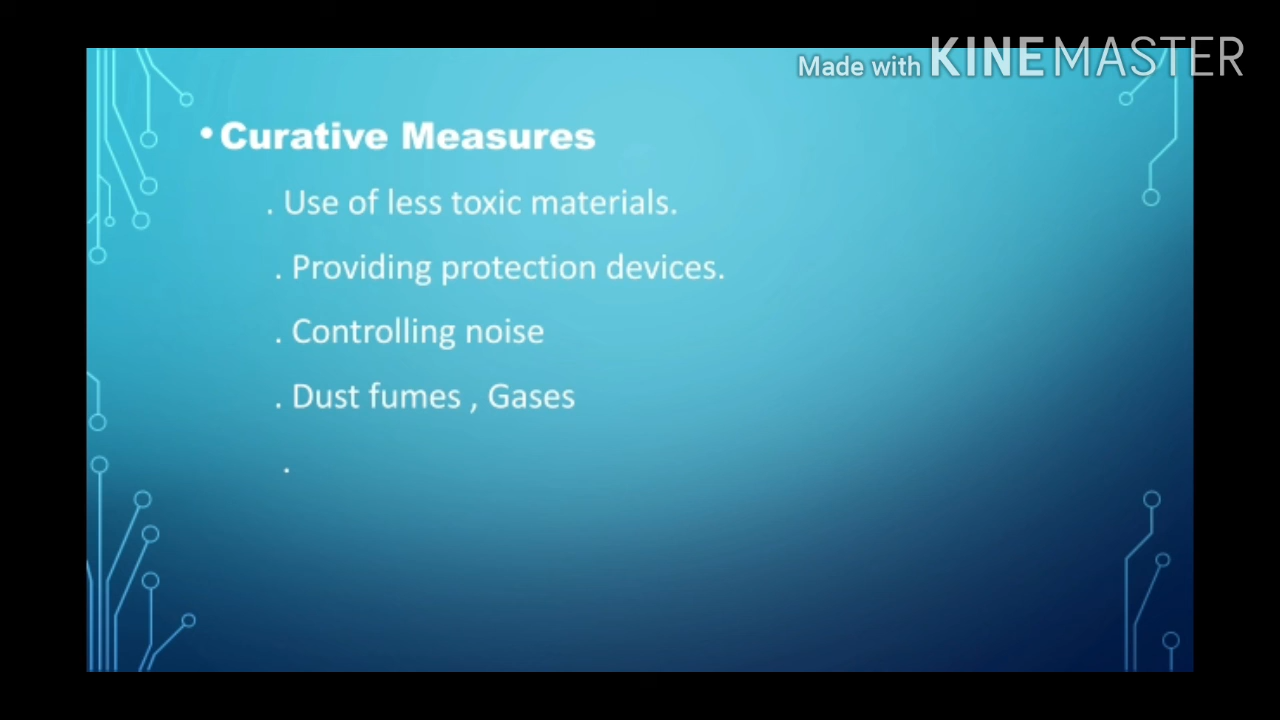 Made with KINEMASTER
• Curative Measures
. Use of less toxic materials.
. Providing protection devices.
. Controlling noise
. Dust fumes , Gases
.